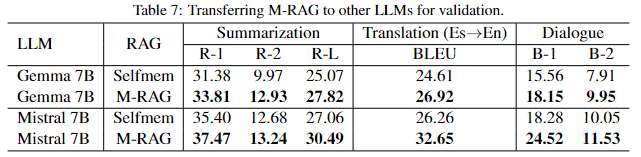 Table 7: Transferring M-RAG to other LLMs for validation.
LLM RAG Summarization Translation (Es→En) Dialogue
R-1 R-2 R-L BLEU B-1 B-2
Gemma 7B Selfmem 31.38 9.97 25.07 24.61 15.56 7.91
Gemma 7B M-RAG 33.81 12.93 27.82 26.92 18.15 9.95
Mistral 7B Selfmem 35.40 12.68 27.06 26.26 18.28 10.05
Mistral 7B M-RAG 37.47 13.24 30.49 32.65 24.52 11.53